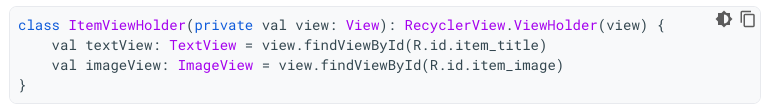 class ItemViewHolder(private val view: View): RecyclerView.ViewHolder(view) {
    val textView: TextView = view.findViewById(R.id.item_title)
    val imageView: ImageView = view.findViewById(R.id.item_image)
}